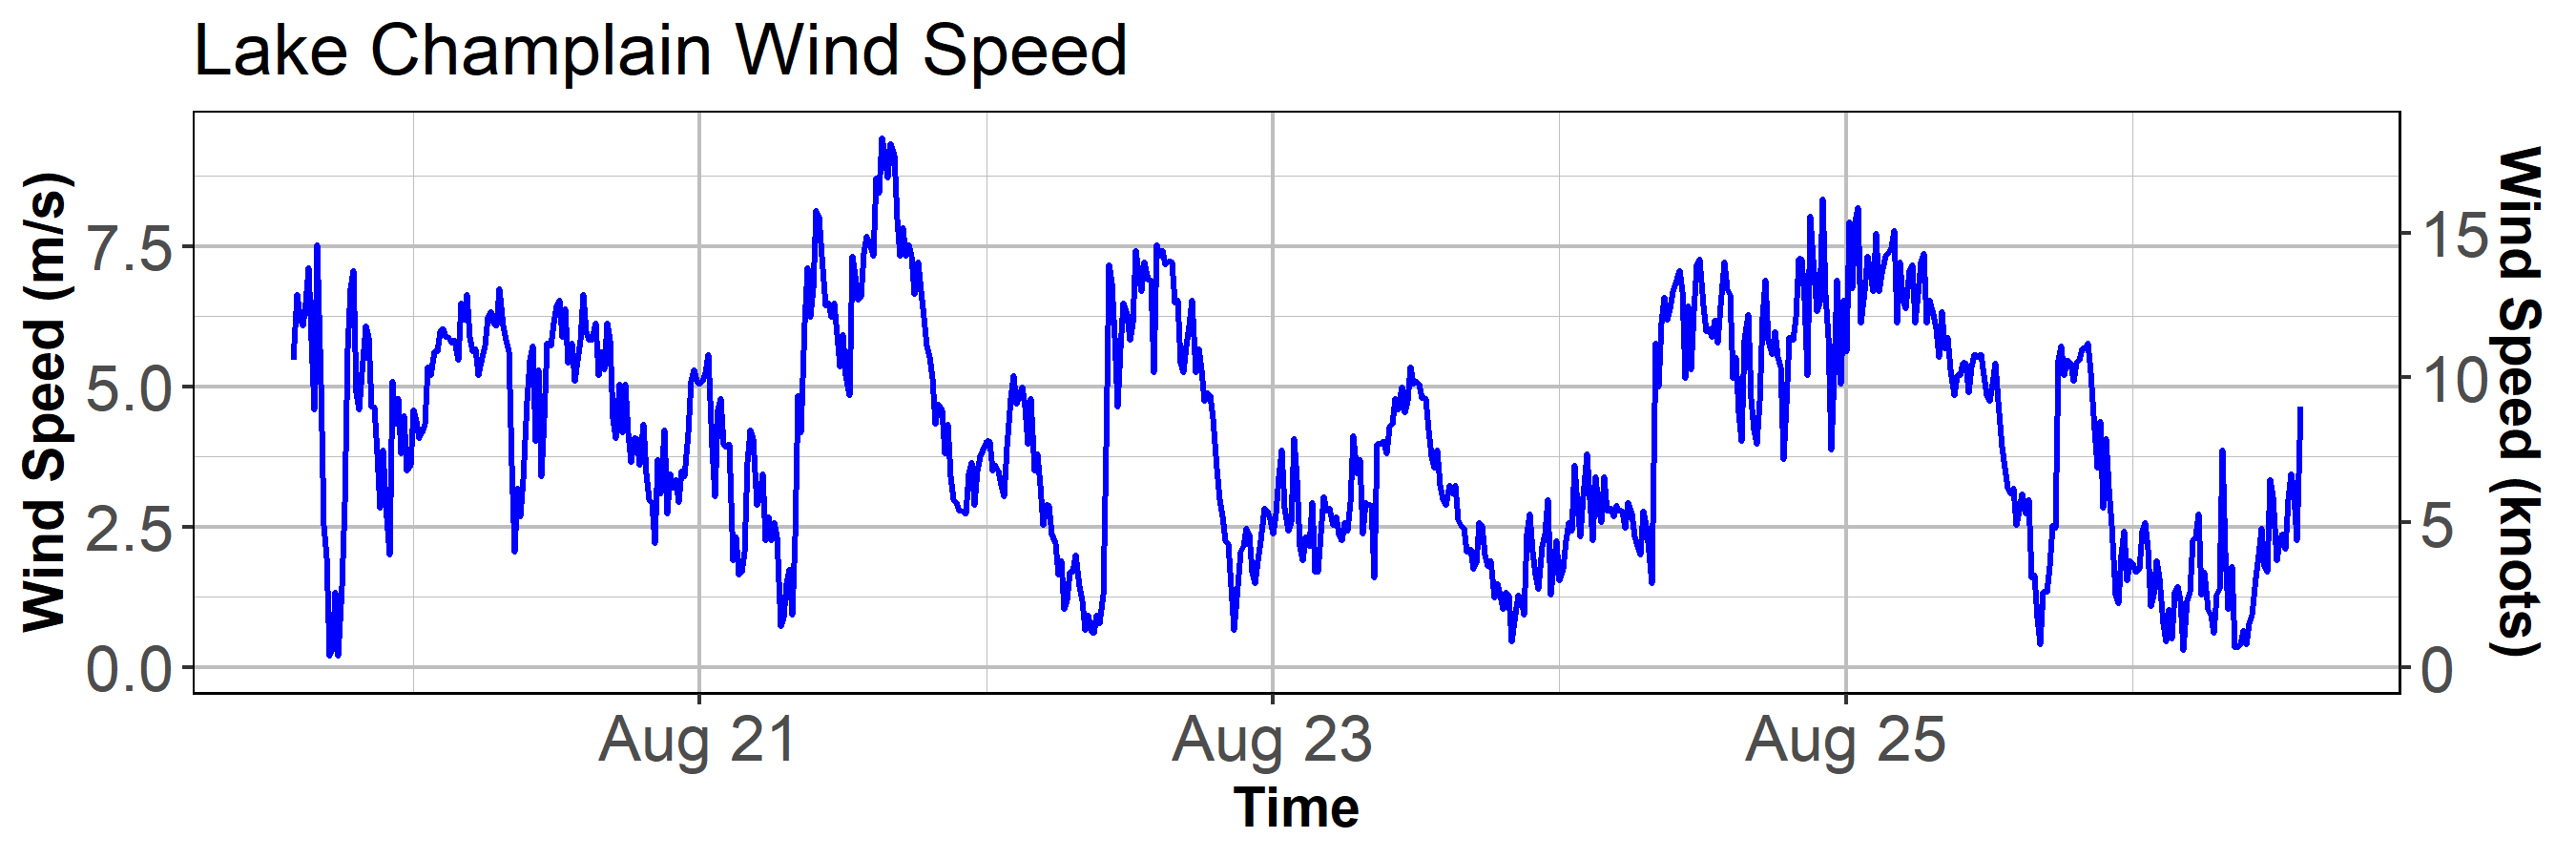 Lake Champlain Wind Speed
Wind Speed (m/s)
7.5
5.0
2.5
0.0
15
10
5
0
Wind Speed (knots)
Aug 21
Aug 23
Aug 25
Time